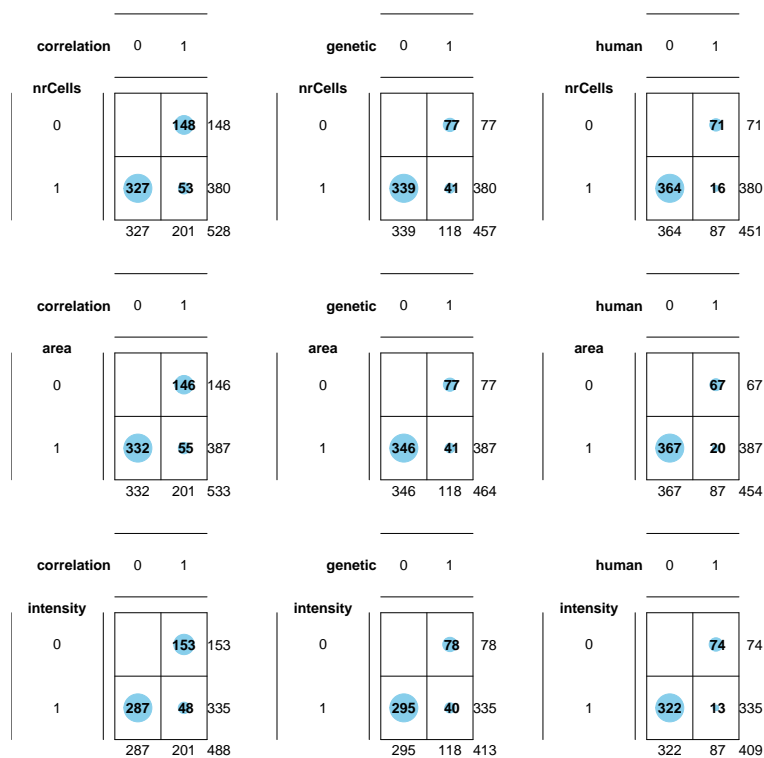 correlation 0 1 genetic 0 1 human 0 1
nrCells nrCells nrCells
0 148 148 0 77 77 0 71 71
1 327 53 380 1 339 41 380 1 364 16 380
327 201 528 339 118 457 364 87 451
correlation 0 1 genetic 0 1 human 0 1
area area area
0 146 146 0 77 77 0 67 67
1 332 55 387 1 346 41 387 1 367 20 387
332 201 533 346 118 464 367 87 454
correlation 0 1 genetic 0 1 human 0 1
intensity intensity intensity
0 153 153 0 78 78 0 74 74
1 287 48 335 1 295 40 335 1 322 13 335
287 201 488 295 118 413 322 87 409